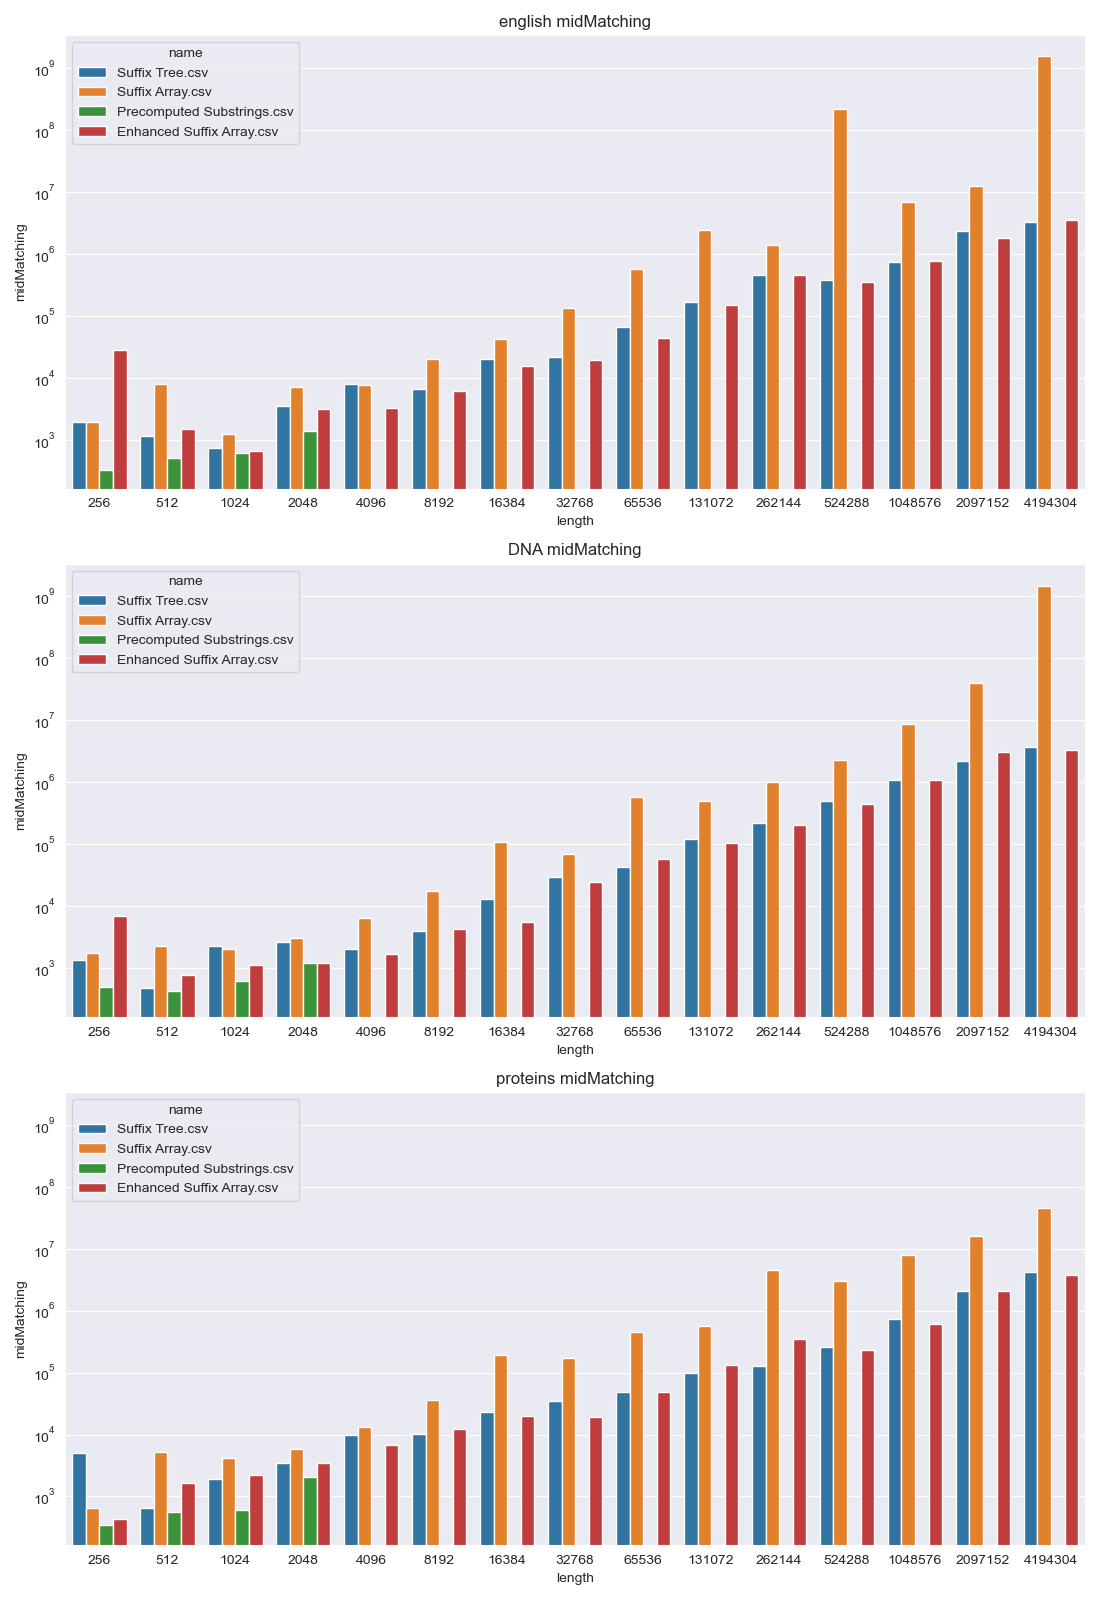 english midMatching
name
Suffix Tree.csv
Suffix Array.csv
Precomputed Substrings.csv
Enhanced Suffix Array.csv
10^9
10^8
10^7
10^6
10^5
10^4
10^3
midMatching
256 512 1024 2048 4096 8192 16384 32768 65536 131072 262144 524288 1048576 2097152 4194304
length
DNA midMatching
name
Suffix Tree.csv
Suffix Array.csv
Precomputed Substrings.csv
Enhanced Suffix Array.csv
10^9
10^8
10^7
10^6
10^5
10^4
10^3
midMatching
256 512 1024 2048 4096 8192 16384 32768 65536 131072 262144 524288 1048576 2097152 4194304
length
proteins midMatching
name
Suffix Tree.csv
Suffix Array.csv
Precomputed Substrings.csv
Enhanced Suffix Array.csv
10^9
10^8
10^7
10^6
10^5
10^4
10^3
midMatching
256 512 1024 2048 4096 8192 16384 32768 65536 131072 262144 524288 1048576 2097152 4194304
length